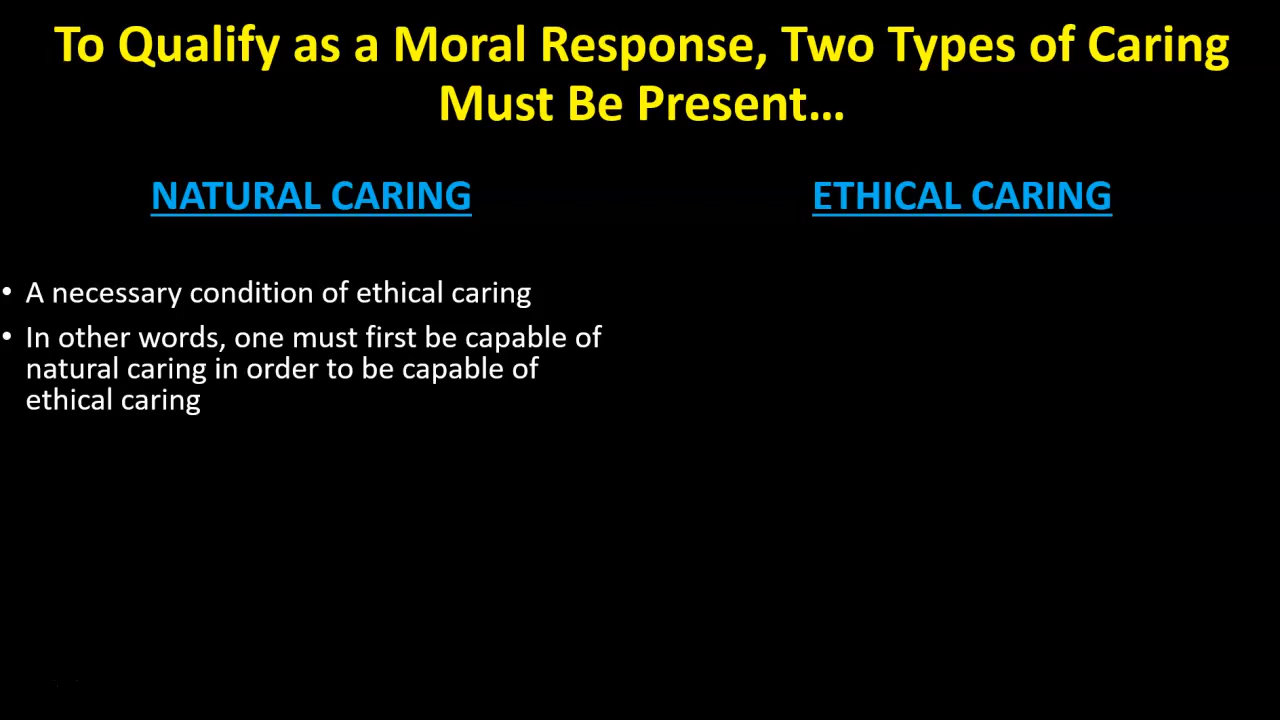 To Qualify as a Moral Response, Two Types of Caring
Must Be Present…
NATURAL CARING
• A necessary condition of ethical caring
• In other words, one must first be capable of
natural caring in order to be capable of
ethical caring
ETHICAL CARING